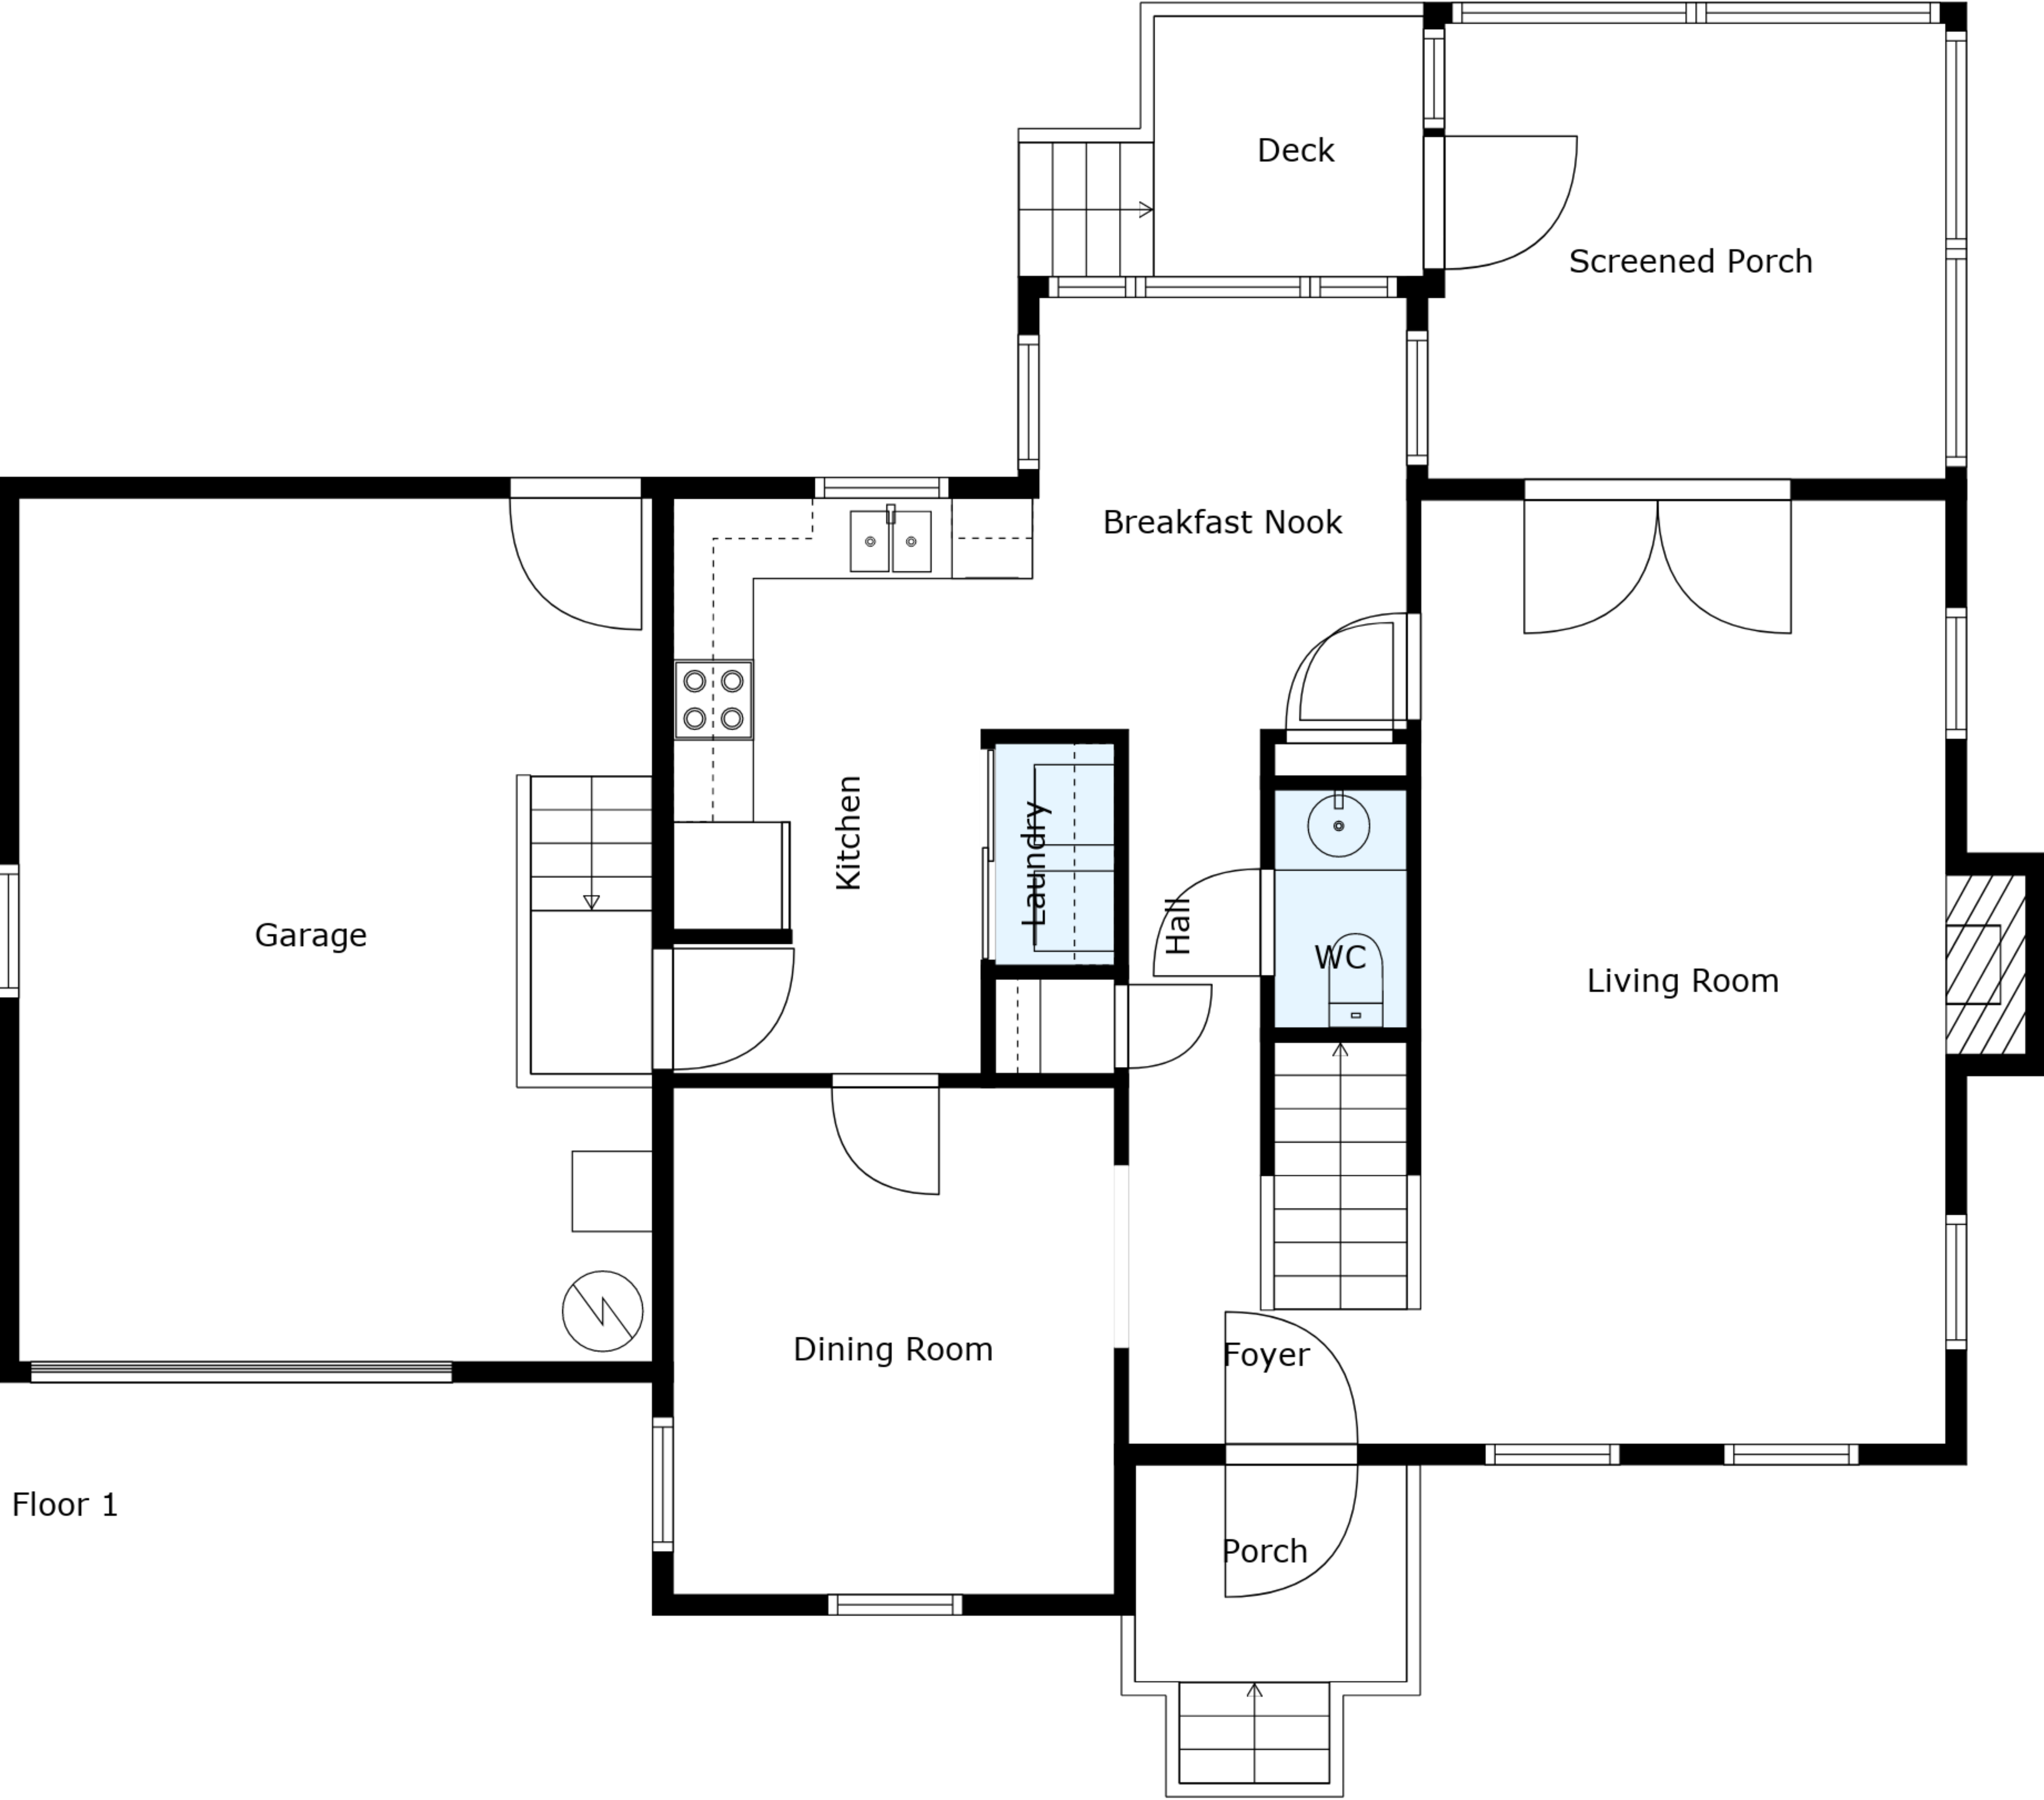 Deck
Screened Porch
Breakfast Nook
Kitchen
Laundry
Hall
Garage
WC
Living Room
Dining Room
Foyer
Floor 1
Porch